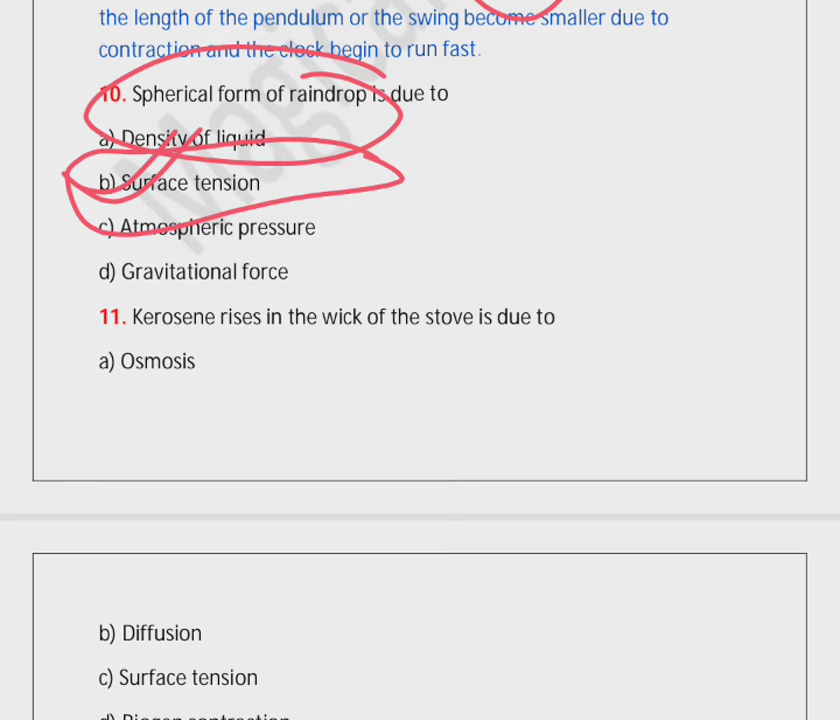 the length of the pendulum or the swing become smaller due to
contraction and the clock begin to run fast.
10. Spherical form of raindrop is due to
a) Density of liquid
b) Surface tension
c) Atmospheric pressure
d) Gravitational force
11. Kerosene rises in the wick of the stove is due to
a) Osmosis
b) Diffusion
c) Surface tension